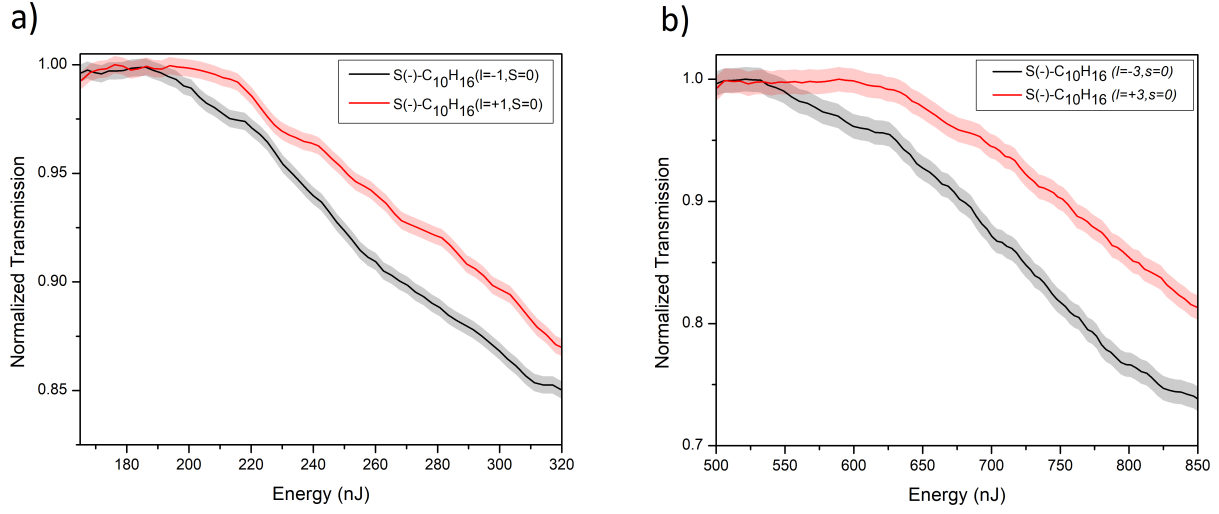 a)
1.00
0.95
0.90
0.85
Normalized Transmission
S(-)-C10H16(l=-1,S=0)
S(-)-C10H16(l=+1,S=0)
180 200 220 240 260 280 300 320
Energy (nJ)
b)
1.0
0.9
0.8
0.7
Normalized Transmission
S(-)-C10H16 (l=-3,s=0)
S(-)-C10H16 (l=+3,s=0)
500 550 600 650 700 750 800 850
Energy (nJ)